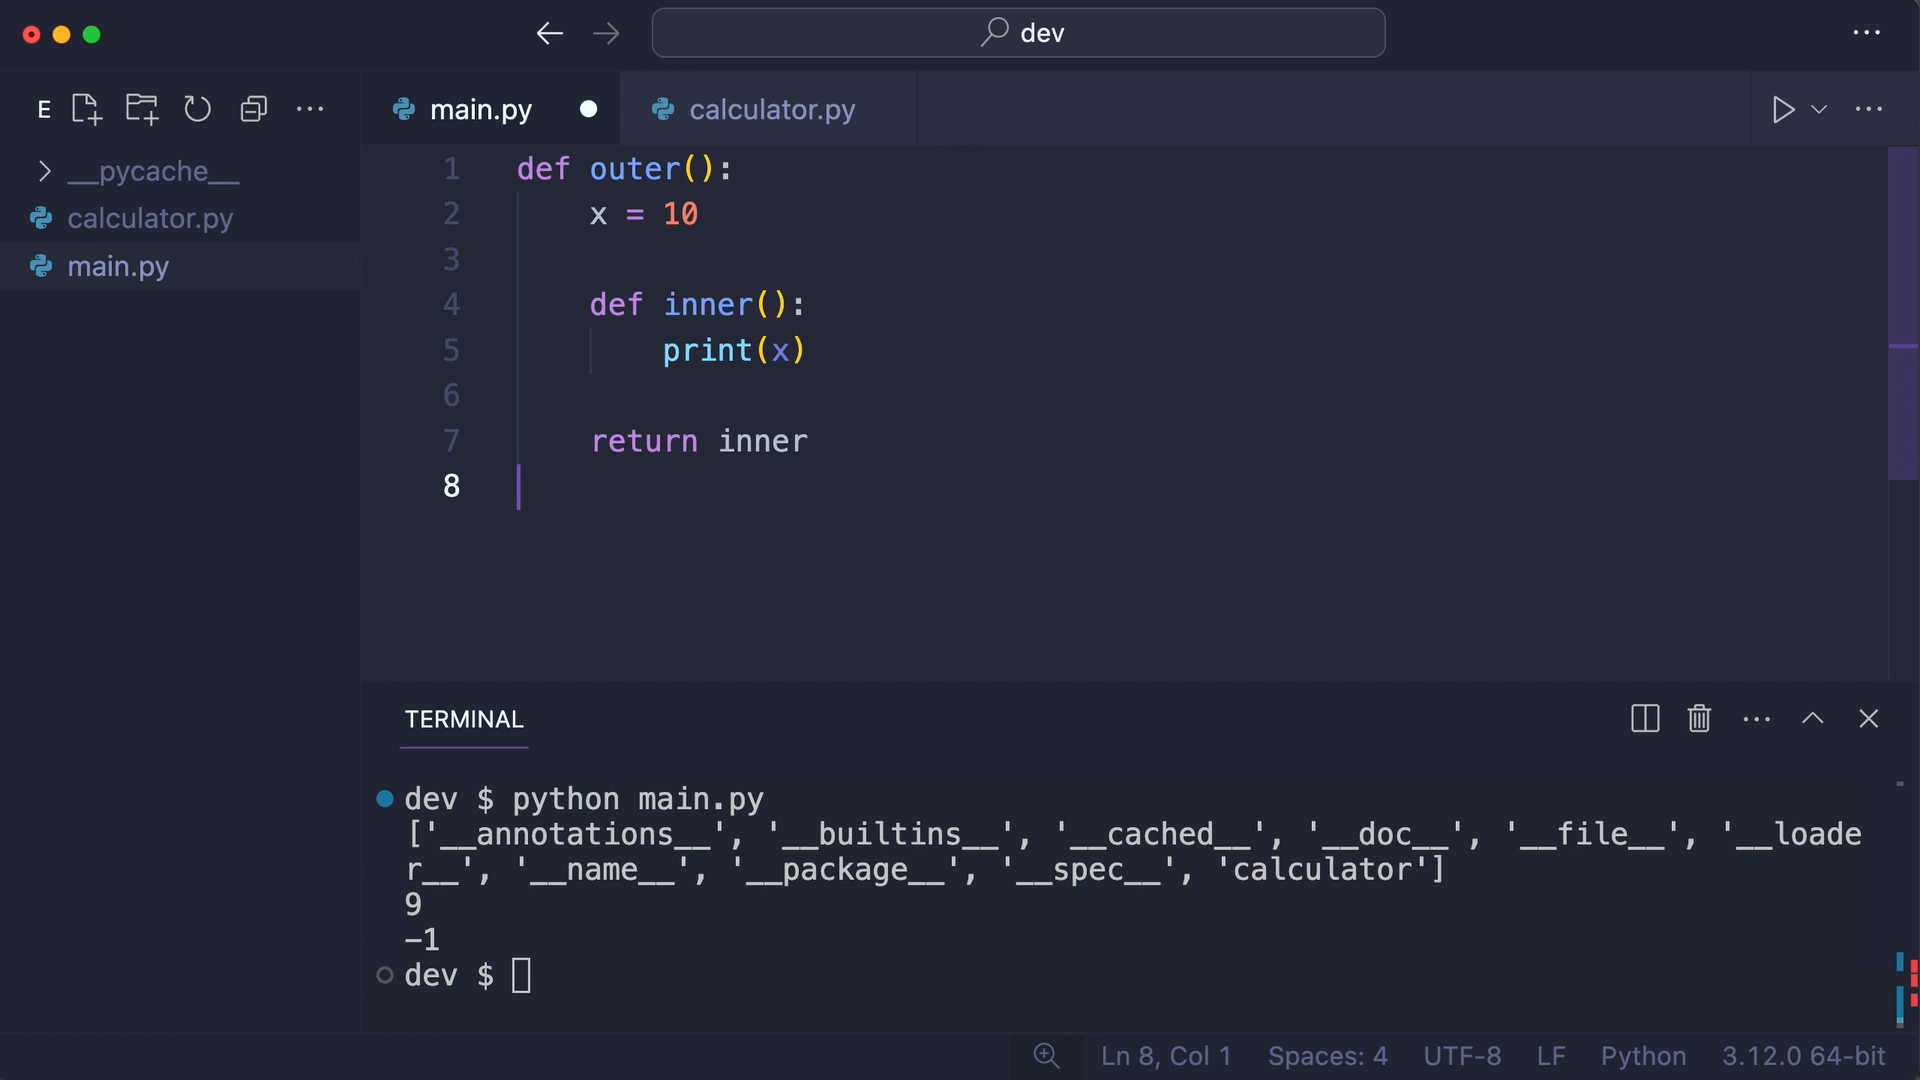 dev
E
main.py
calculator.py
__pycache__
calculator.py
main.py
1 def outer():
2     x = 10
3
4     def inner():
5         print(x)
6
7     return inner
8
TERMINAL
dev $ python main.py
['__annotations__', '__builtins__', '__cached__', '__doc__', '__file__', '__loade
r__', '__name__', '__package__', '__spec__', 'calculator']
9
-1
dev $
Ln 8, Col 1 Spaces: 4 UTF-8 LF Python 3.12.0 64-bit